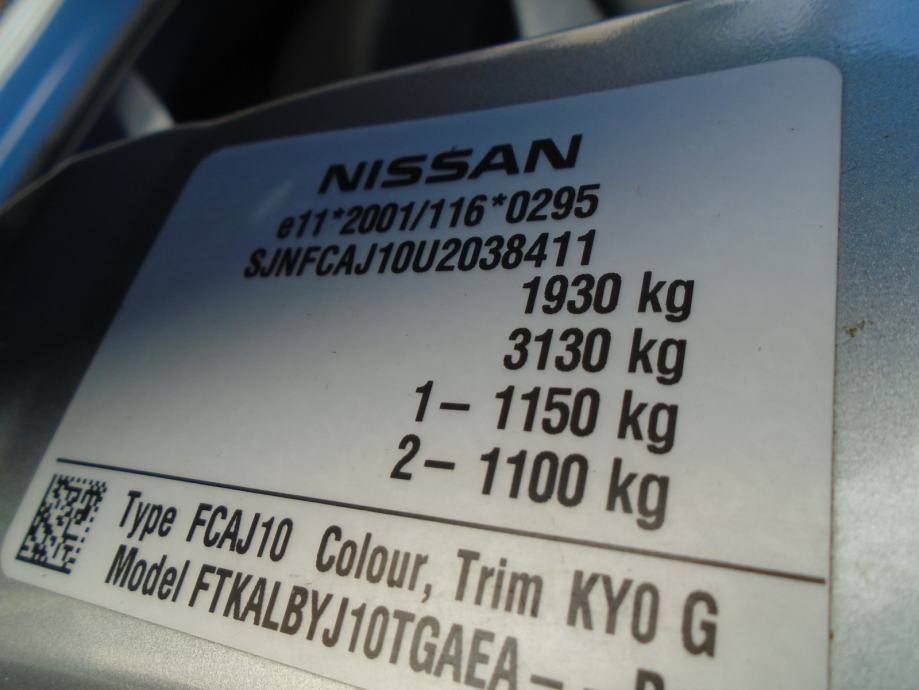 NISSAN
e11*2001/116*0295
SJNFCAJ10U2038411
1930 kg
3130 kg
1– 1150 kg
2– 1100 kg
Type FCAJ10 Colour, Trim KY0 G
Model FTKALBYJ10TGAEA – –